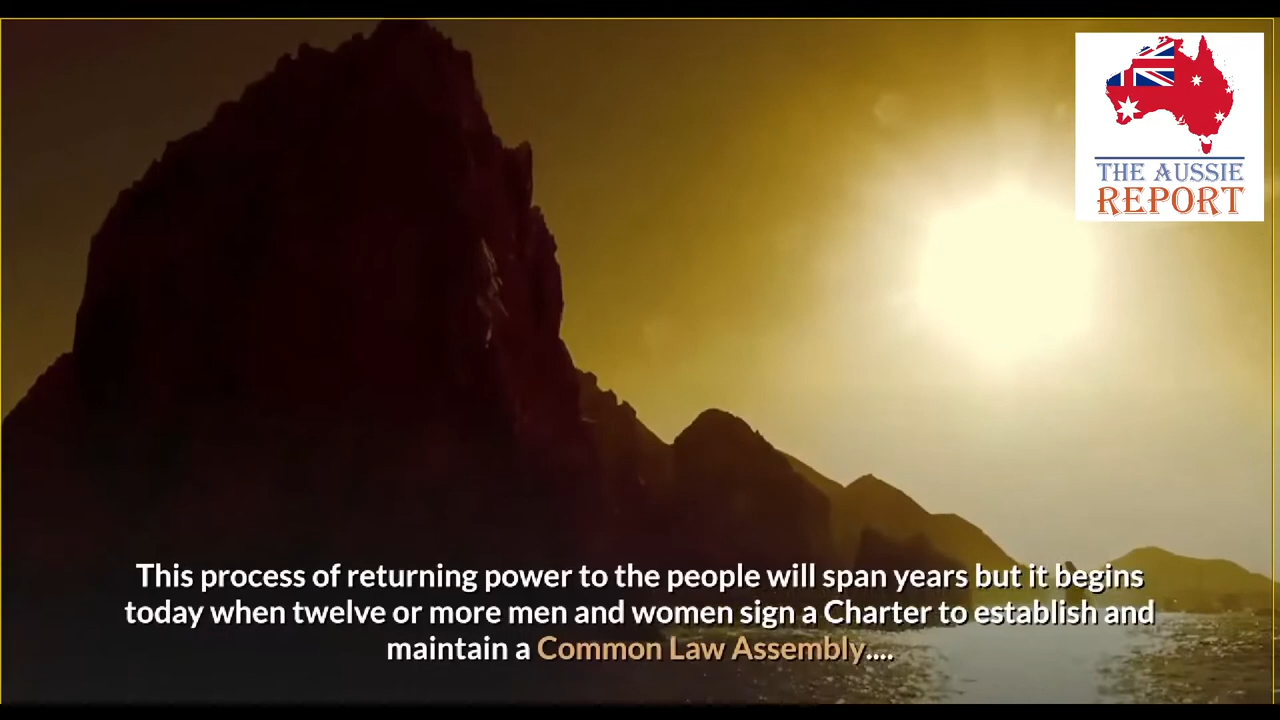 THE AUSSIE
REPORT
This process of returning power to the people will span years but it begins
today when twelve or more men and women sign a Charter to establish and
maintain a Common Law Assembly....